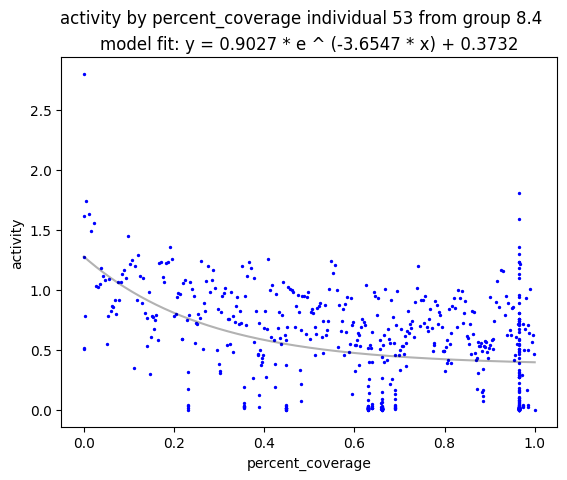 activity by percent_coverage individual 53 from group 8.4
model fit: y = 0.9027 * e ^ (-3.6547 * x) + 0.3732
2.5
2.0
1.5
1.0
0.5
0.0
activity
0.0 0.2 0.4 0.6 0.8 1.0
percent_coverage